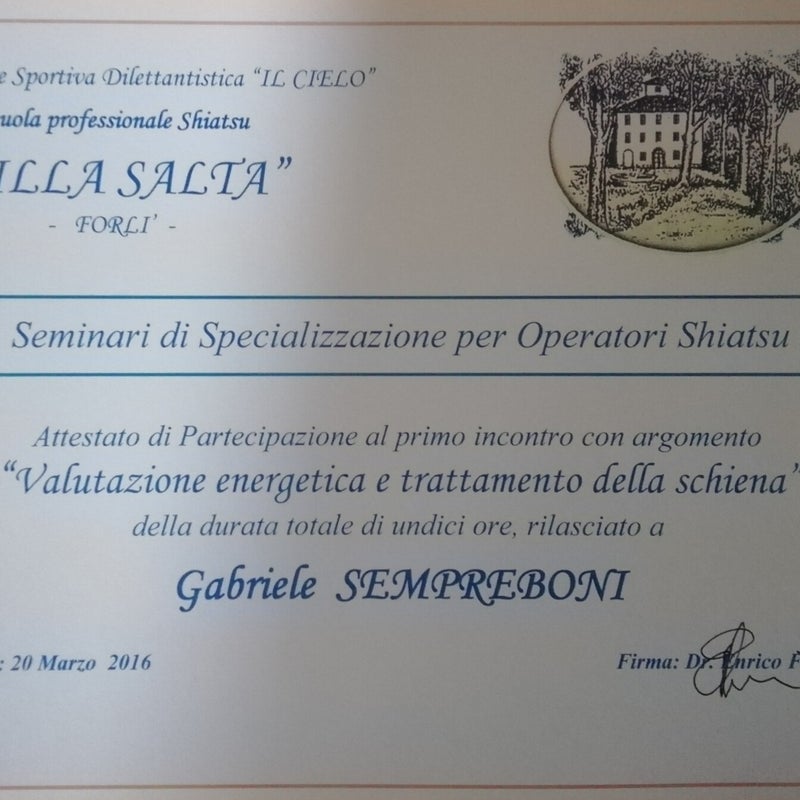 e Sportiva Dilettantistica “IL CIELO”
uola professionale Shiatsu
ILLA SALTA”
- FORLI’ -
Seminari di Specializzazione per Operatori Shiatsu
Attestato di Partecipazione al primo incontro con argomento
“Valutazione energetica e trattamento della schiena”
della durata totale di undici ore, rilasciato a
Gabriele SEMPREBONI
: 20 Marzo 2016
Firma: Dr. Enrico F